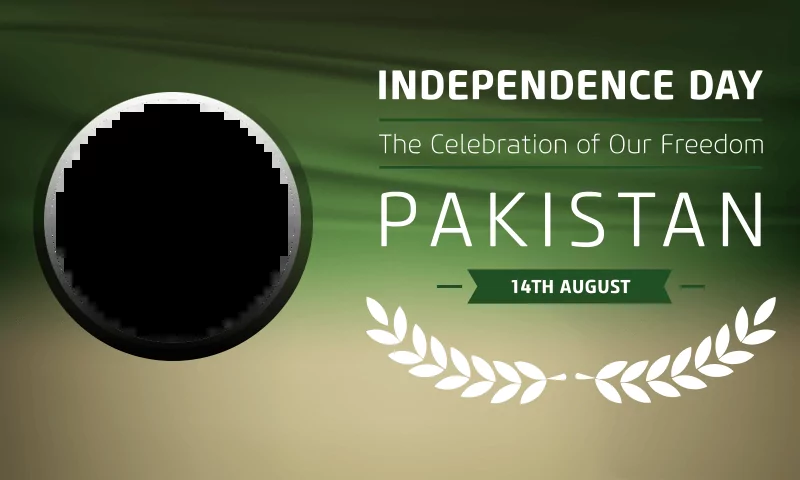 INDEPENDENCE DAY
The Celebration of Our Freedom
PAKISTAN
14TH AUGUST